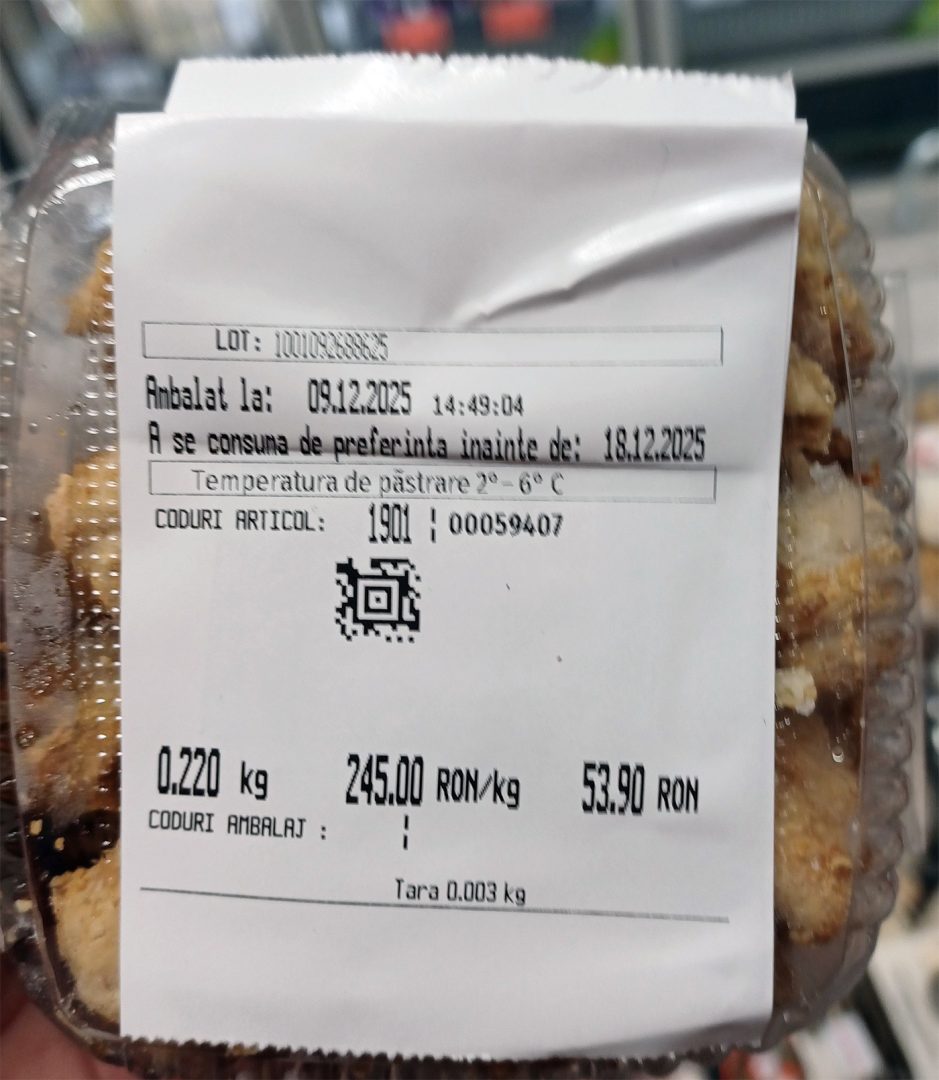 LOT: 1001092688625
Ambalat la: 09.12.2025 14:49:04
A se consuma de preferinta inainte de: 18.12.2025
Temperatura de păstrare 2° - 6° C
CODURI ARTICOL: 1901 ¦ 00059407
0.220 kg 245.00 RON/kg 53.90 RON
CODURI AMBALAJ : ¦
Tara 0.003 kg